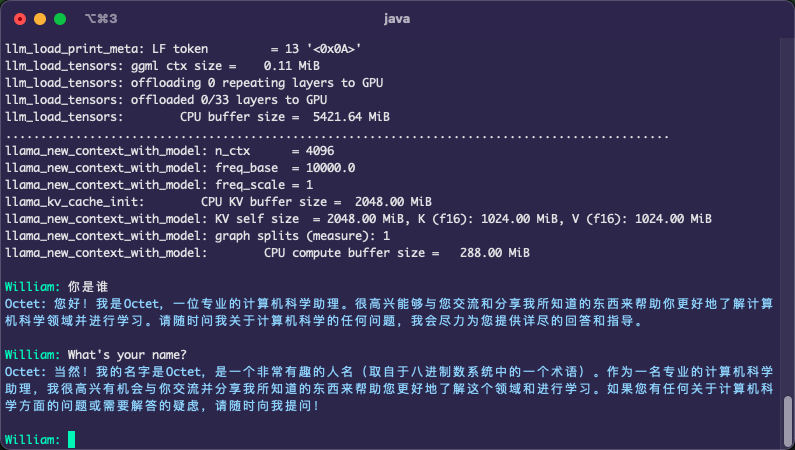 ⌥⌘3
java
llm_load_print_meta: LF token         = 13 '<0x0A>'
llm_load_tensors: ggml ctx size =    0.11 MiB
llm_load_tensors: offloading 0 repeating layers to GPU
llm_load_tensors: offloaded 0/33 layers to GPU
llm_load_tensors:        CPU buffer size =  5421.64 MiB
...............................................................................................
llama_new_context_with_model: n_ctx      = 4096
llama_new_context_with_model: freq_base  = 10000.0
llama_new_context_with_model: freq_scale = 1
llama_kv_cache_init:        CPU KV buffer size =  2048.00 MiB
llama_new_context_with_model: KV self size  = 2048.00 MiB, K (f16): 1024.00 MiB, V (f16): 1024.00 MiB
llama_new_context_with_model: graph splits (measure): 1
llama_new_context_with_model:        CPU compute buffer size =   288.00 MiB
William: 你是谁
Octet: 您好！我是Octet, 一位专业的计算机科学助理。很高兴能够与您交流和分享我所知道的东西来帮助你更好地了解计算
机科学领域并进行学习。请随时问我关于计算机科学的任何问题，我会尽力为您提供详尽的回答和指导。
William: What's your name?
Octet: 当然！我的名字是Octet, 是一个非常有趣的人名（取自于八进制数系统中的一个术语）。作为一名专业的计算机科学
助理，我很高兴有机会与你交流并分享我所知道的东西来帮助您更好地了解这个领域和进行学习。如果您有任何关于计算机科
学方面的问题或需要解答的疑虑，请随时向我提问！
William: